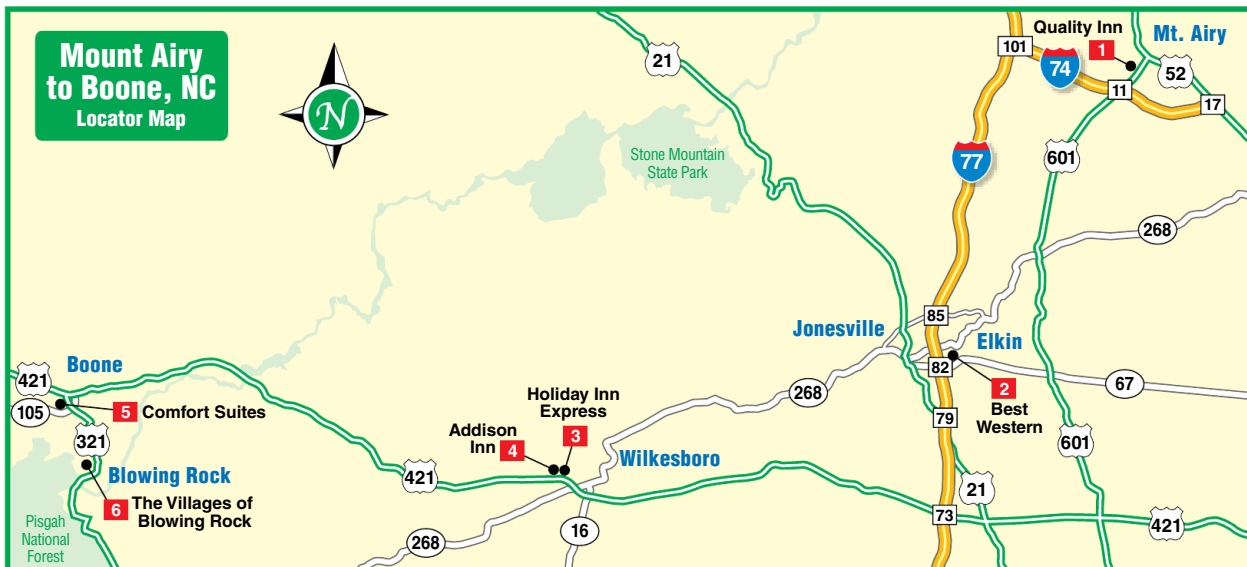 Mount Airy
to Boone, NC
Locator Map
N
21
101
74
Quality Inn
1
Mt. Airy
52
11
17
77
601
Stone Mountain
State Park
268
85
Jonesville
Elkin
82
67
2
Best
Western
Boone
421
105
5 Comfort Suites
321
Blowing Rock
6 The Villages of
Blowing Rock
Pisgah
National
Forest
Holiday Inn
Express
3
Addison
Inn 4
268
79
Wilkesboro
421
601
21
73
421
16
268